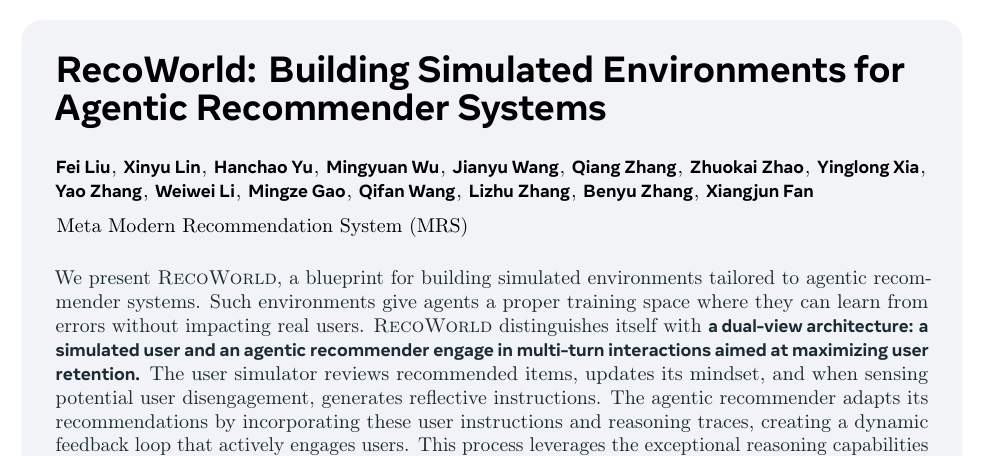 RecoWorld: Building Simulated Environments for
Agentic Recommender Systems
Fei Liu, Xinyu Lin, Hanchao Yu, Mingyuan Wu, Jianyu Wang, Qiang Zhang, Zhuokai Zhao, Yinglong Xia,
Yao Zhang, Weiwei Li, Mingze Gao, Qifan Wang, Lizhu Zhang, Benyu Zhang, Xiangjun Fan
Meta Modern Recommendation System (MRS)
We present RECOWORLD, a blueprint for building simulated environments tailored to agentic recom-
mender systems. Such environments give agents a proper training space where they can learn from
errors without impacting real users. RECOWORLD distinguishes itself with a dual-view architecture: a
simulated user and an agentic recommender engage in multi-turn interactions aimed at maximizing user
retention. The user simulator reviews recommended items, updates its mindset, and when sensing
potential user disengagement, generates reflective instructions. The agentic recommender adapts its
recommendations by incorporating these user instructions and reasoning traces, creating a dynamic
feedback loop that actively engages users. This process leverages the exceptional reasoning capabilities